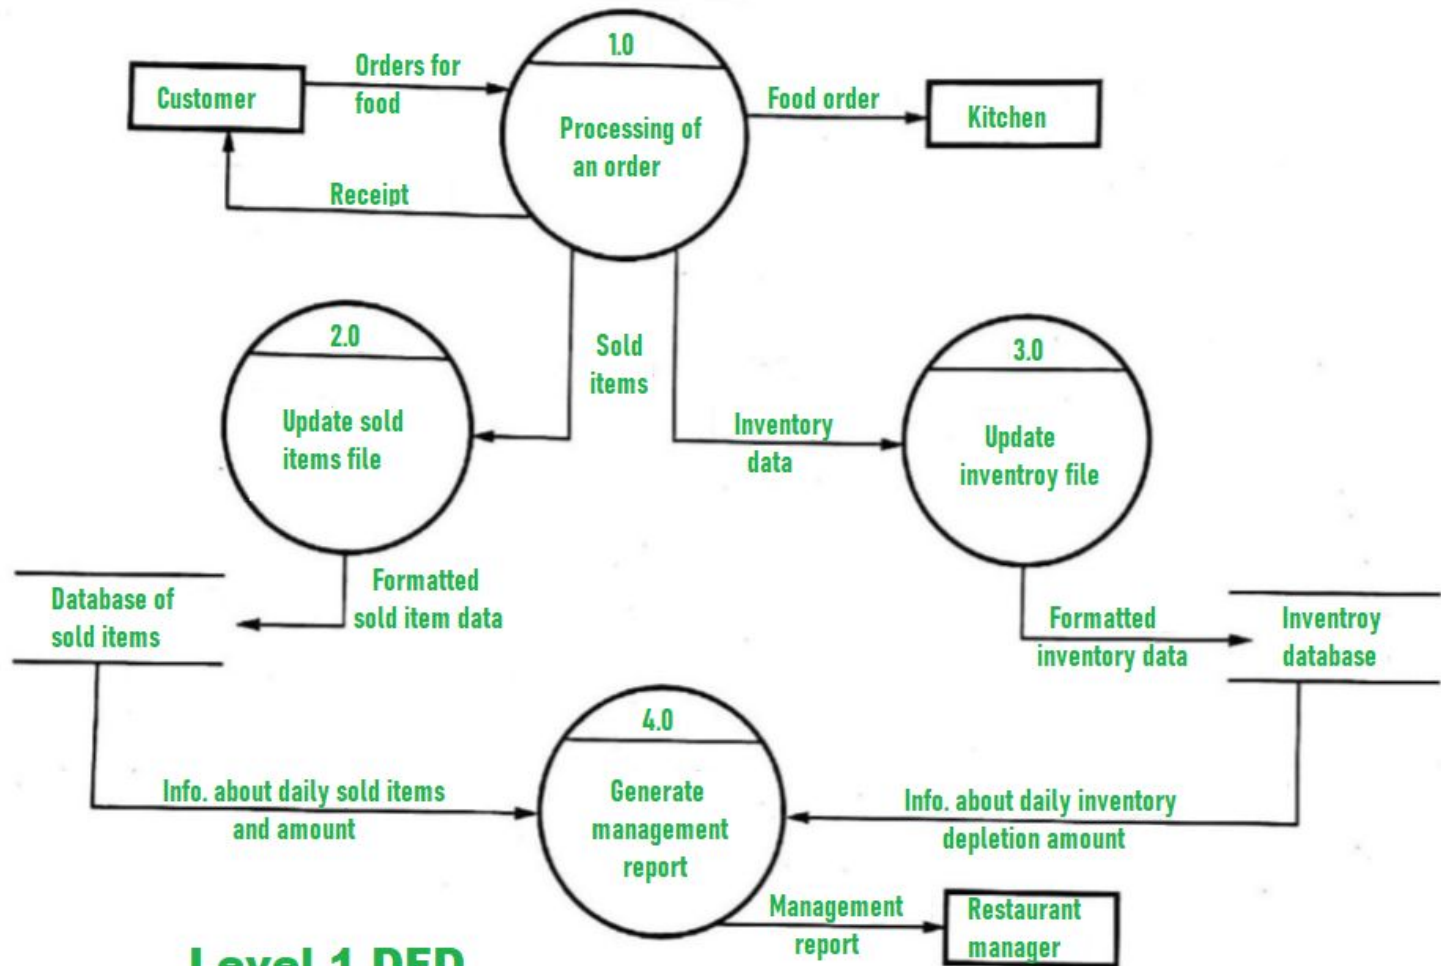 1.0
Orders for
food
Customer
Food order
Kitchen
Processing of
an order
Receipt
2.0
Sold
items
3.0
Update sold
items file
Inventory
data
Update
inventroy file
Formatted
sold item data
Database of
sold items
Formatted
inventory data
Inventroy
database
4.0
Info. about daily sold items
and amount
Generate
management
report
Info. about daily inventory
depletion amount
Management
report
Restaurant
manager
Level 1 DFD